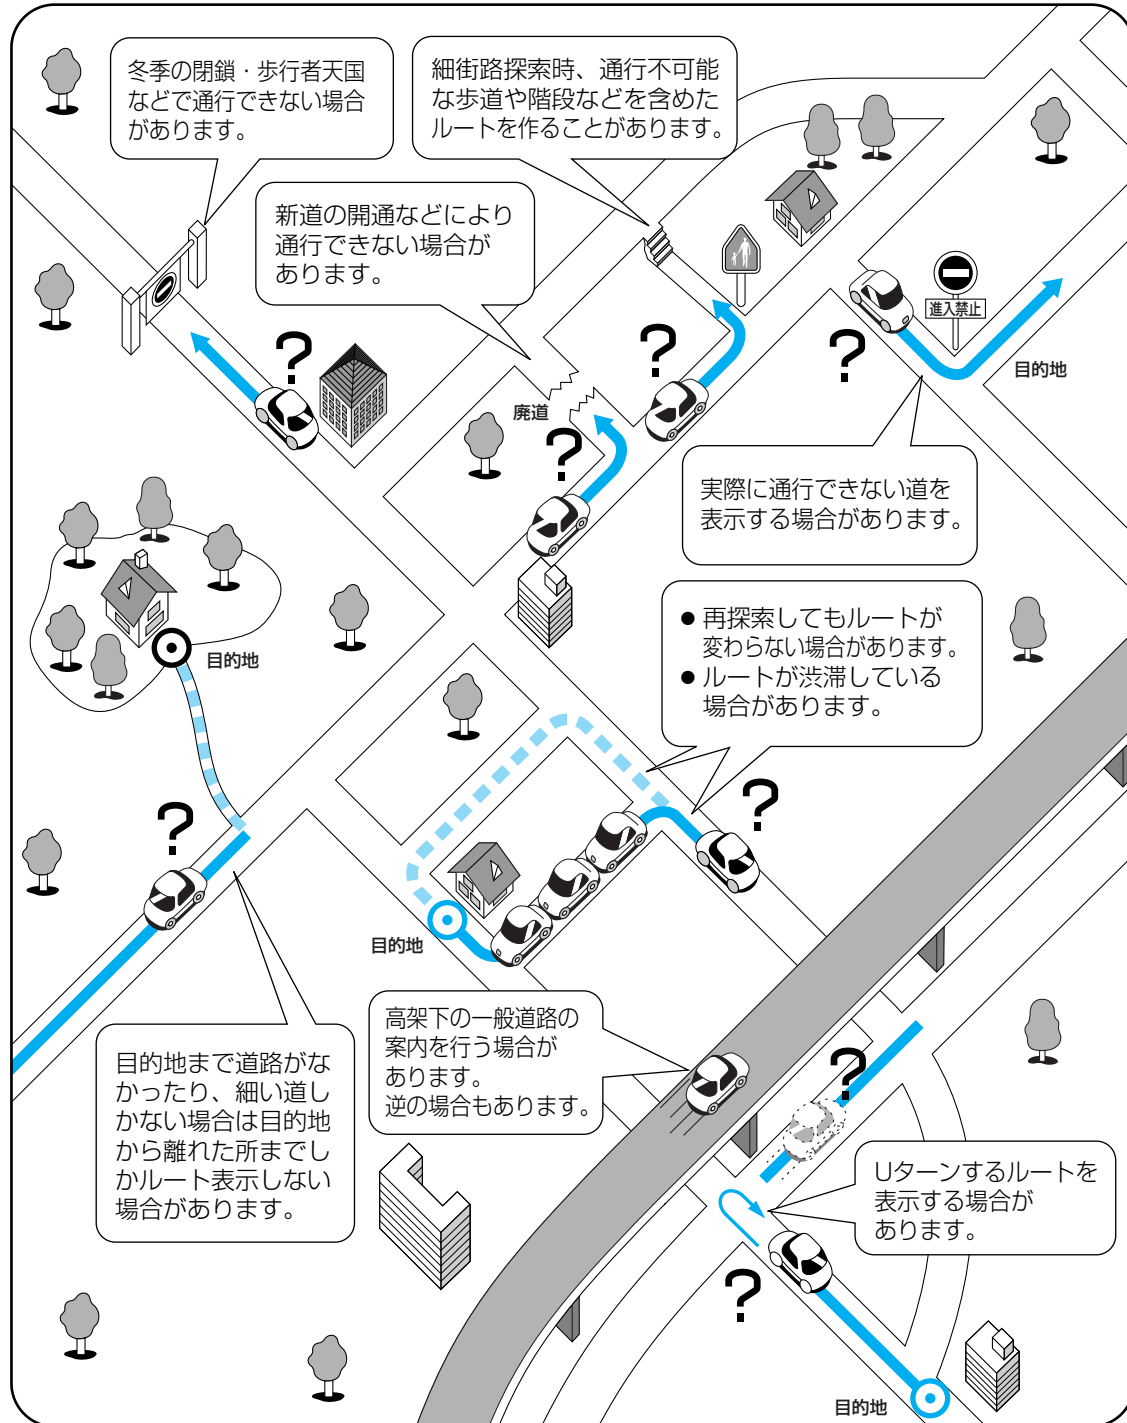 冬季の閉鎖・歩行者天国
などで通行できない場合
があります。
細街路探索時、通行不可能
な歩道や階段などを含めた
ルートを作ることがあります。
新道の開通などにより
通行できない場合が
あります。
進入禁止
目的地
廃道
実際に通行できない道を
表示する場合があります。
● 再探索してもルートが
変わらない場合があります。
● ルートが渋滞している
場合があります。
目的地
目的地
高架下の一般道路の
案内を行う場合が
あります。
逆の場合もあります。
目的地まで道路がな
かったり、細い道し
かない場合は目的地
から離れた所までし
かルート表示しない
場合があります。
Uターンするルートを
表示する場合が
あります。
目的地